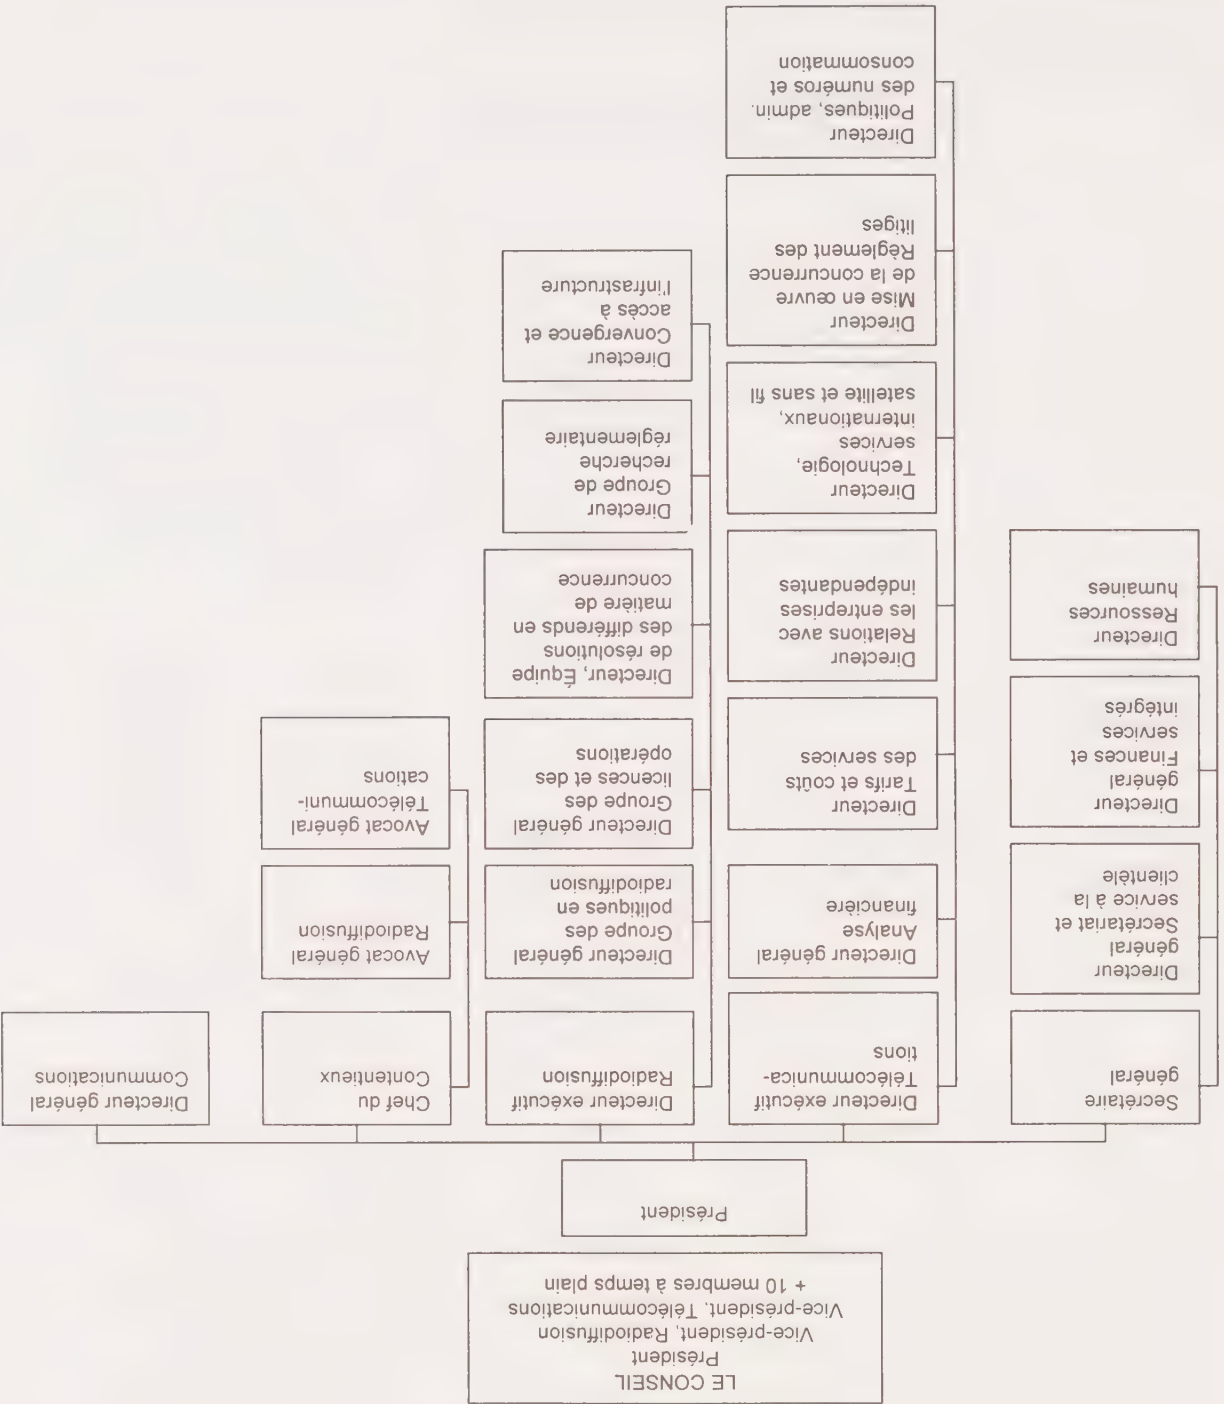 LE CONSEIL
Président
Vice-président, Radiodiffusion
Vice-président, Télécommunications
+ 10 membres à temps plain
Président
Secrétaire
général
Directeur
général
Secrétariat et
service à la
clientèle
Directeur
général
Finances et
services
intégrés
Directeur
Ressources
humaines
Directeur exécutif
Télécommunica-
tions
Directeur général
Analyse
financière
Directeur
Tarifs et coûts
des services
Directeur
Relations avec
les entreprises
indépendantes
Directeur
Technologie,
services
internationaux,
satellite et sans fil
Directeur
Mise en œuvre
de la concurrence
Règlement des
litiges
Directeur
Politiques, admin.
des numéros et
consommation
Directeur exécutif
Radiodiffusion
Directeur général
Groupe des
politiques en
radiodiffusion
Directeur général
Groupe des
licences et des
opérations
Directeur, Équipe
de résolutions
des différends en
matière de
concurrence
Directeur
Groupe de
recherche
réglementaire
Directeur
Convergence et
accès à
l'infrastructure
Chef du
Contentieux
Avocat général
Radiodiffusion
Avocat général
Télécommuni-
cations
Directeur général
Communications